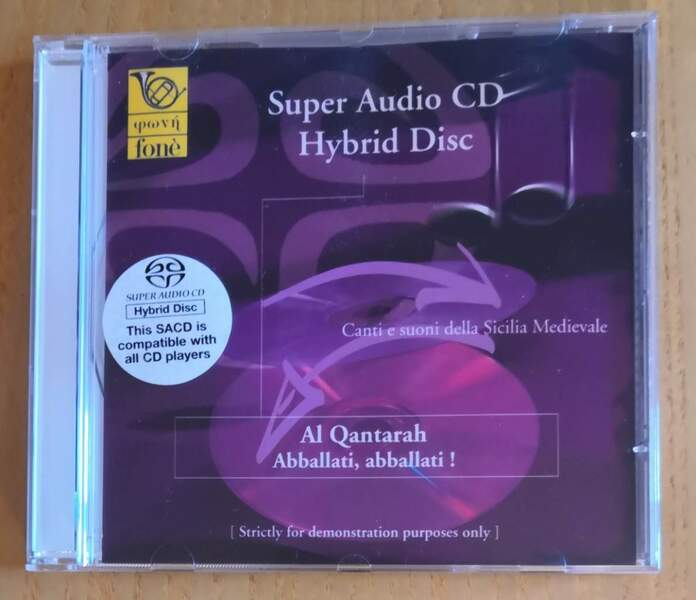 φωνή
fonè
Super Audio CD
Hybrid Disc
SUPER AUDIO CD
Hybrid Disc
This SACD is
compatible with
all CD players
Canti e suoni della Sicilia Medievale
Al Qantarah
Abballati, abballati !
[ Strictly for demonstration purposes only ]